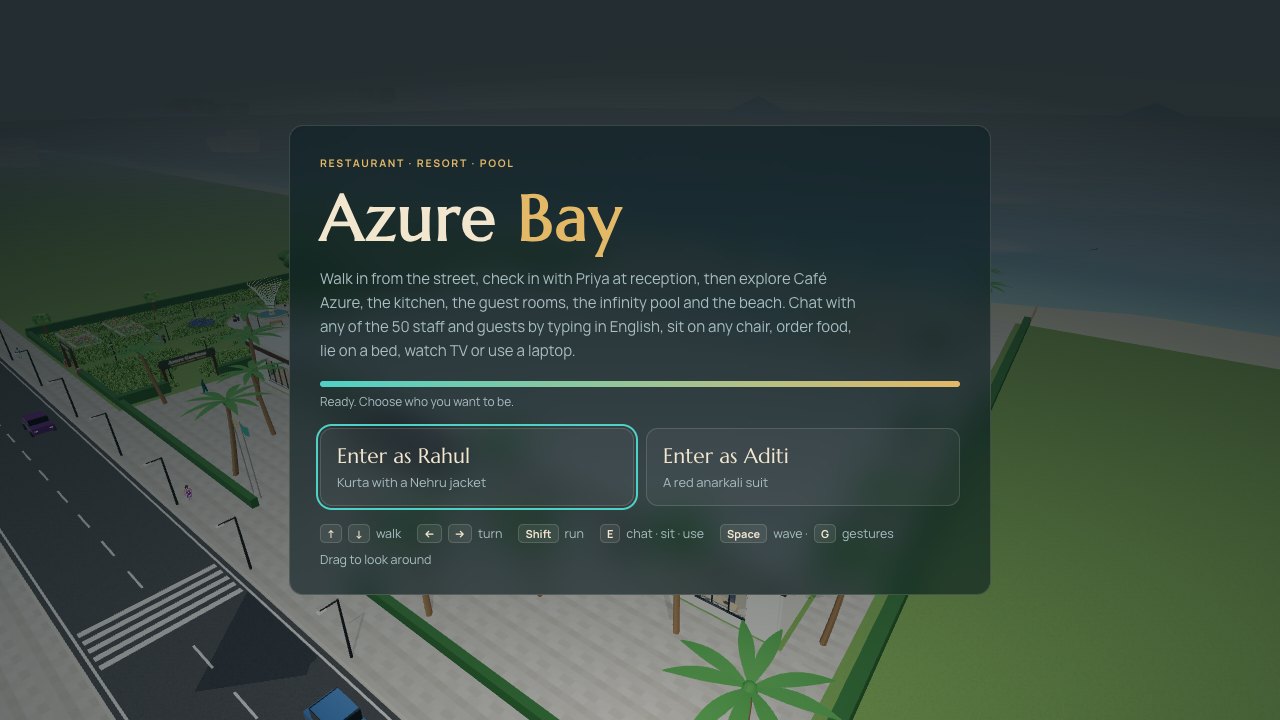 RESTAURANT · RESORT · POOL
Azure Bay
Walk in from the street, check in with Priya at reception, then explore Café
Azure, the kitchen, the guest rooms, the infinity pool and the beach. Chat with
any of the 50 staff and guests by typing in English, sit on any chair, order food,
lie on a bed, watch TV or use a laptop.
Ready. Choose who you want to be.
Enter as Rahul
Kurta with a Nehru jacket
Enter as Aditi
A red anarkali suit
↑ ↓ walk ← → turn Shift run E chat · sit · use Space wave · G gestures
Drag to look around